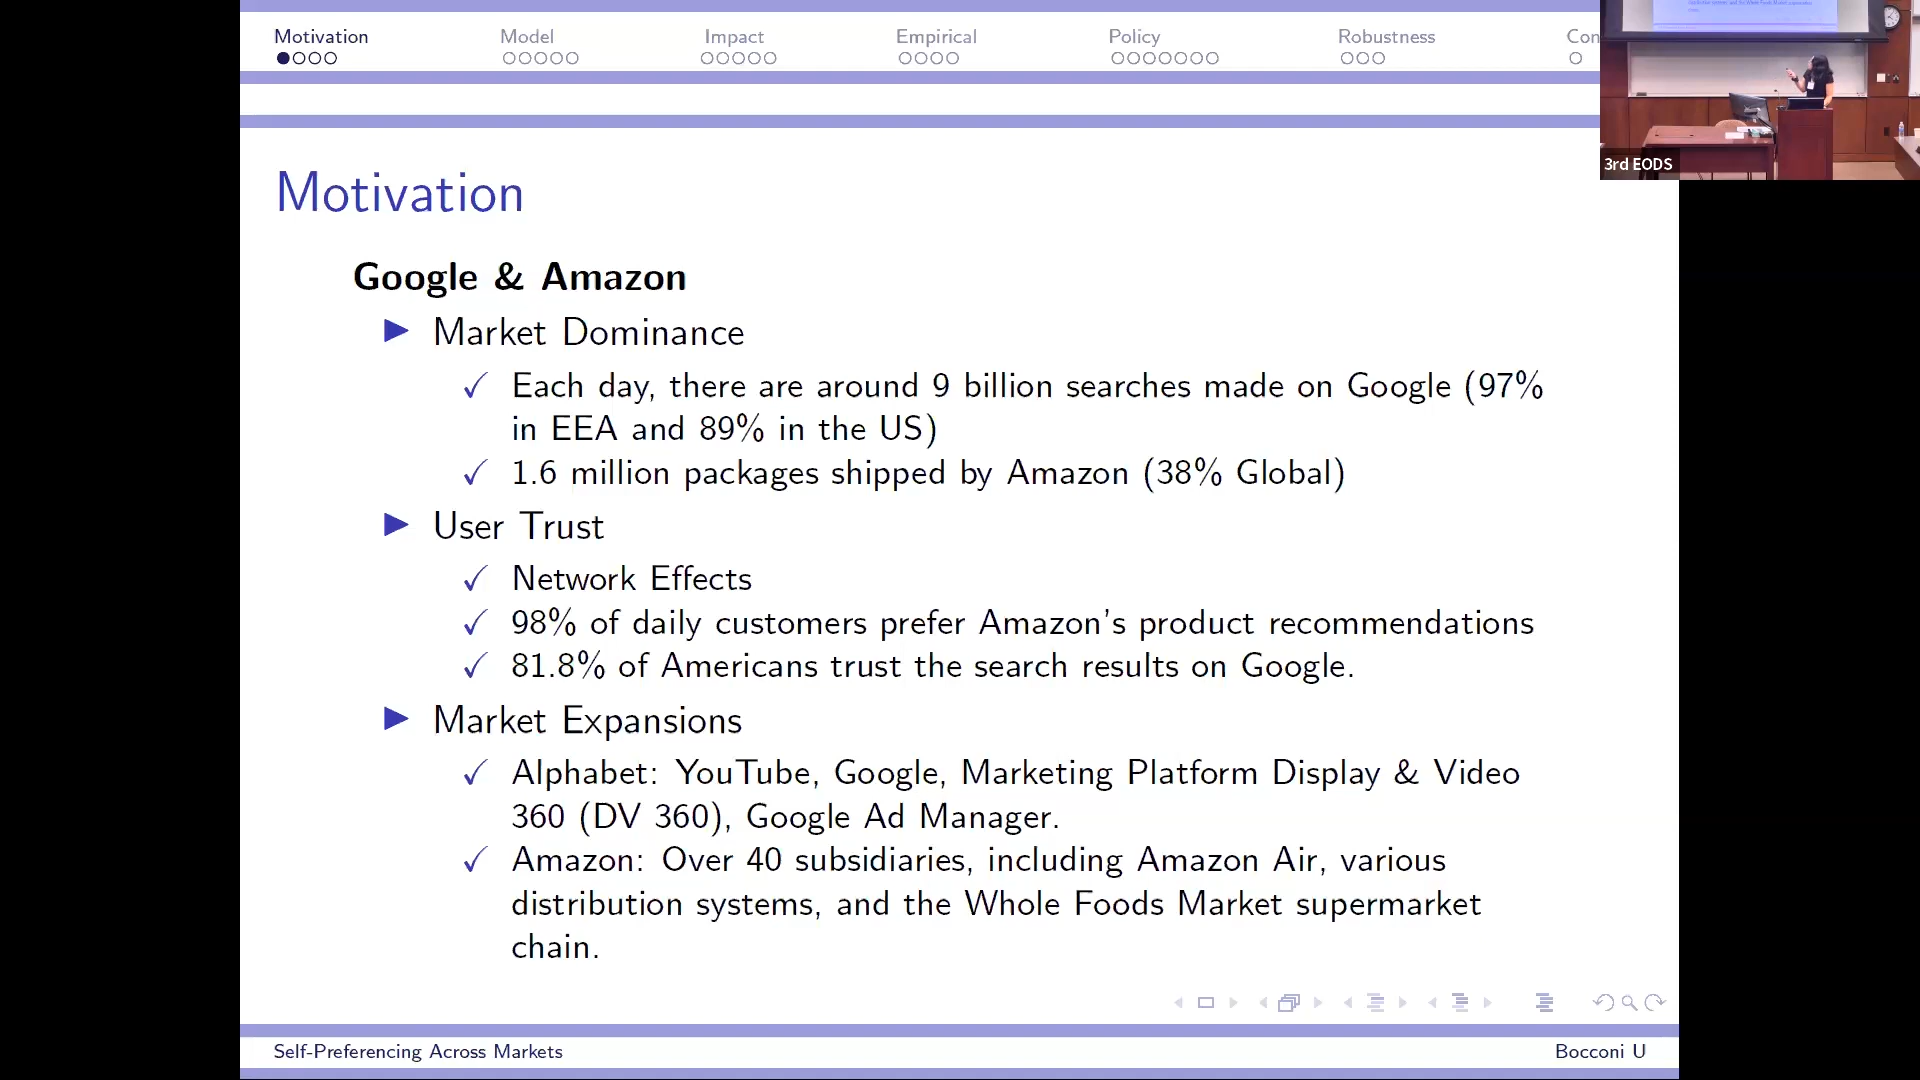 Motivation
Model
Impact
Empirical
Policy
Robustness
Con
3rd EODS
Motivation
Google & Amazon
Market Dominance
Each day, there are around 9 billion searches made on Google (97%
in EEA and 89% in the US)
1.6 million packages shipped by Amazon (38% Global)
User Trust
Network Effects
98% of daily customers prefer Amazon's product recommendations
81.8% of Americans trust the search results on Google.
Market Expansions
Alphabet: YouTube, Google, Marketing Platform Display & Video
360 (DV 360), Google Ad Manager.
Amazon: Over 40 subsidiaries, including Amazon Air, various
distribution systems, and the Whole Foods Market supermarket
chain.
Self-Preferencing Across Markets
Bocconi U